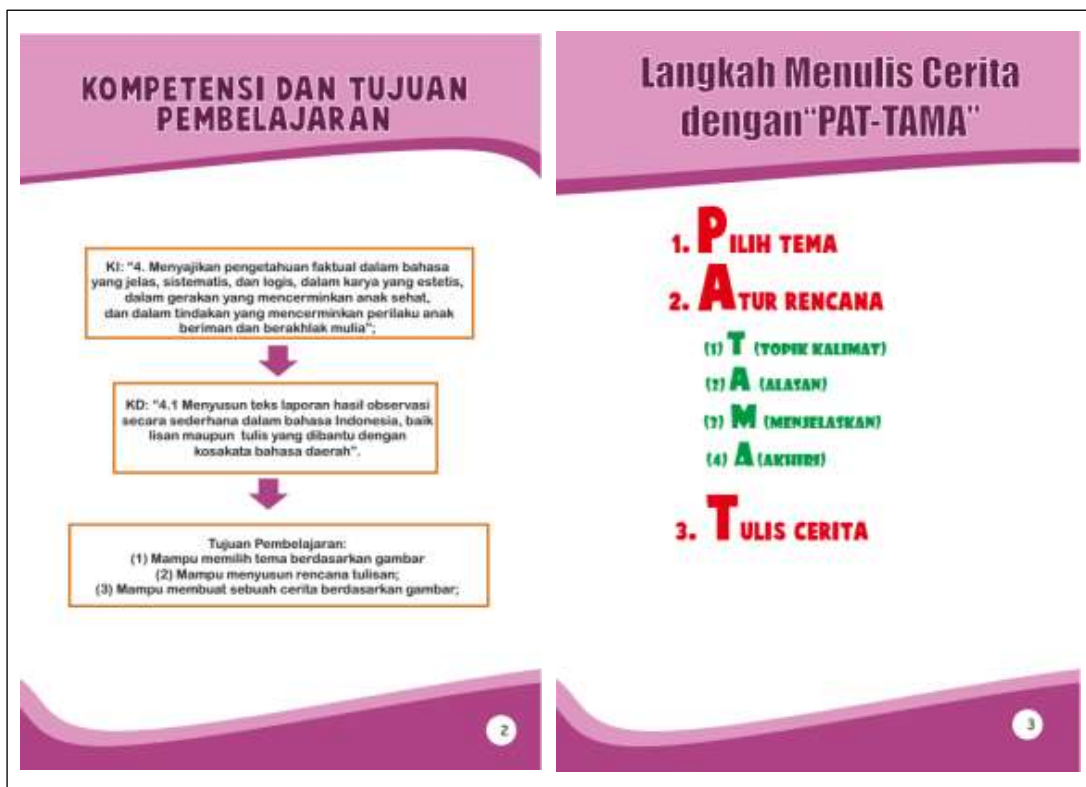 KOMPETENSI DAN TUJUAN
PEMBELAJARAN
KI: "4. Menyajikan pengetahuan faktual dalam bahasa
yang jelas, sistematis, dan logis, dalam karya yang estetis,
dalam gerakan yang mencerminkan anak sehat,
dan dalam tindakan yang mencerminkan perilaku anak
beriman dan berakhlak mulia";
KD: "4.1 Menyusun teks laporan hasil observasi
secara sederhana dalam bahasa Indonesia, baik
lisan maupun tulis yang dibantu dengan
kosakata bahasa daerah".
Tujuan Pembelajaran:
(1) Mampu memilih tema berdasarkan gambar
(2) Mampu menyusun rencana tulisan;
(3) Mampu membuat sebuah cerita berdasarkan gambar;
2
Langkah Menulis Cerita
dengan"PAT-TAMA"
1. PILIH TEMA
2. ATUR RENCANA
(1) T (TOPIK KALIMAT)
(2) A (ALASAN)
(3) M (MENJELASKAN)
(4) A (AKHIRI)
3. TULIS CERITA
3